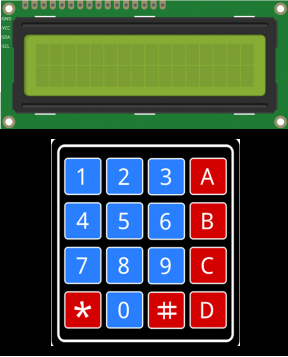 GND
VCC
SDA
SCL
1 2 3 A
4 5 6 B
7 8 9 C
* 0 # D